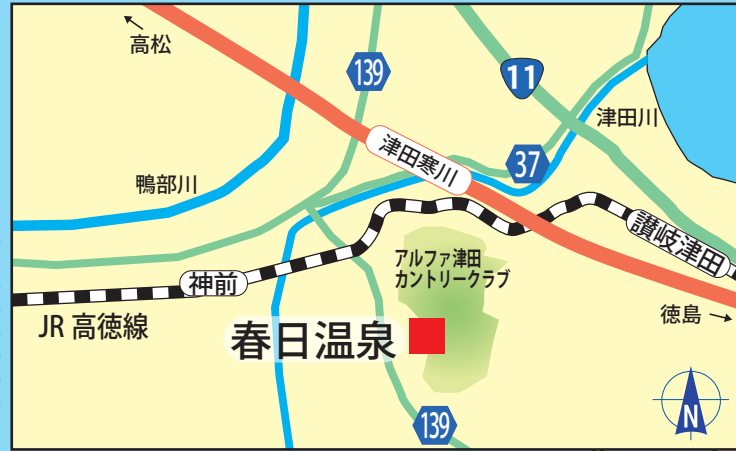 高松
139
11
津田川
津田寒川
37
鴨部川
讃岐津田
アルファ津田
カントリークラブ
神前
徳島
JR 高徳線
春日温泉
N
139